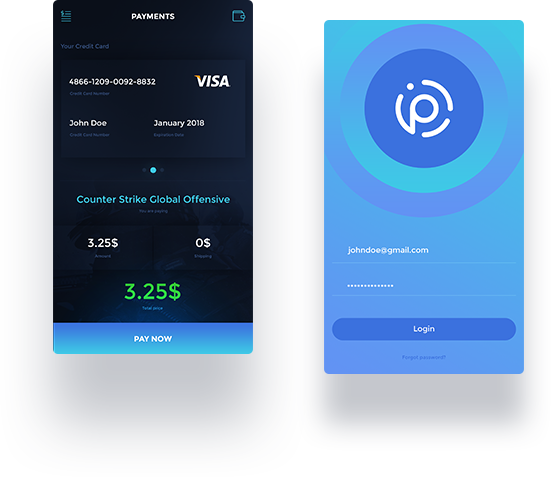 PAYMENTS
Your Credit Card
4866-1209-0092-8832
VISA
Credit Card Number
John Doe
January 2018
Credit Card Number
Expiration Date
Counter Strike Global Offensive
You are paying
3.25$
0$
Amount
Shipping
3.25$
Total price
PAY NOW
johndoe@gmail.com
Login
Forgot password?